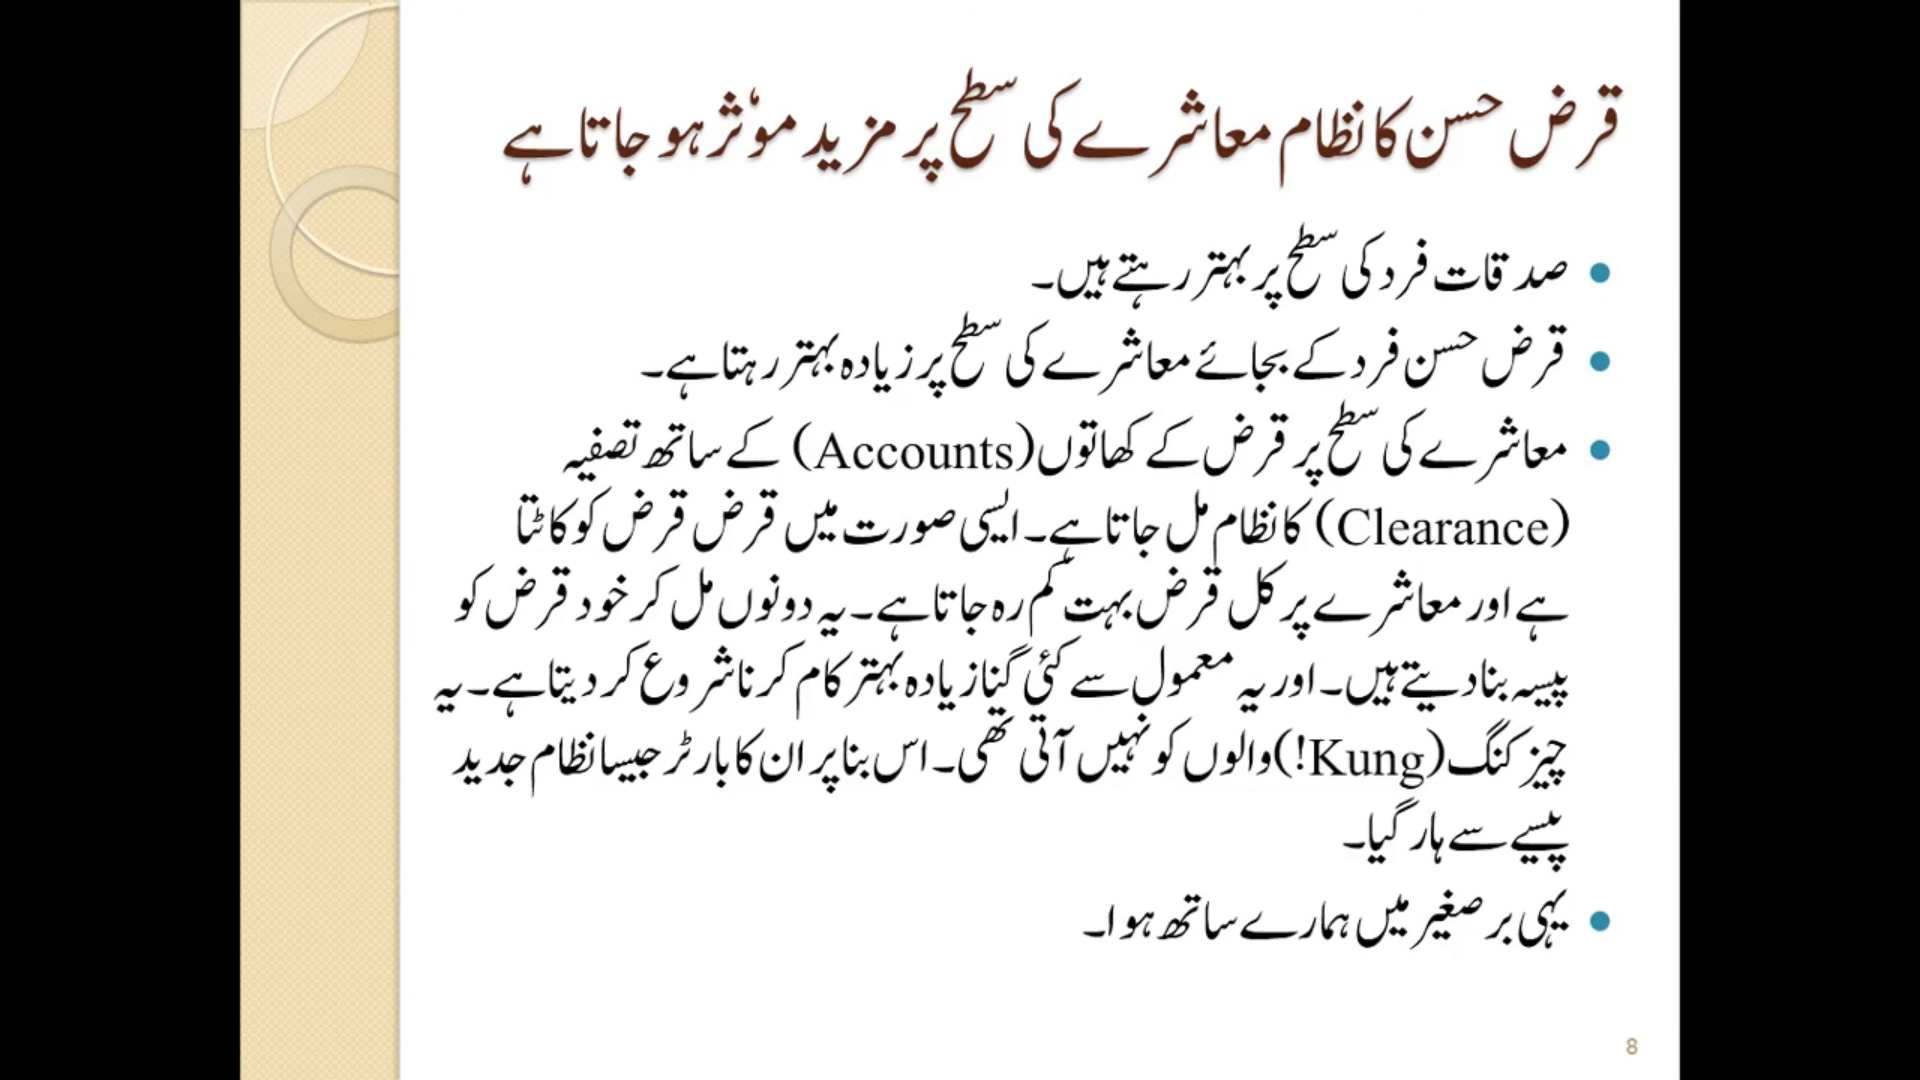 قرض حسن کا نظام معاشرے کی سطح پر مزید موٴثر ہو جاتا ہے
• صدقات فرد کی سطح پر بہتر رہتے ہیں۔
• قرض حسن فرد کے بجائے معاشرے کی سطح پر زیادہ بہتر رہتا ہے۔
• معاشرے کی سطح پر قرض کے کھاتوں (Accounts) کے ساتھ تصفیہ
(Clearance) کا نظام مل جاتا ہے۔ ایسی صورت میں قرض قرض کو کاٹتا
ہے اور معاشرے پر کل قرض بہت کم رہ جاتا ہے۔ یہ دونوں مل کر خود قرض کو
پیسہ بنا دیتے ہیں۔ اور یہ معمول سے کئی گنا زیادہ بہتر کام کرنا شروع کر دیتا ہے۔ یہ
چیز کنگ (Kung!) والوں کو نہیں آتی تھی۔ اس بنا پر ان کا بارٹر جیسا نظام جدید
پیسے سے ہار گیا۔
• یہی بر صغیر میں ہمارے ساتھ ہوا۔
8